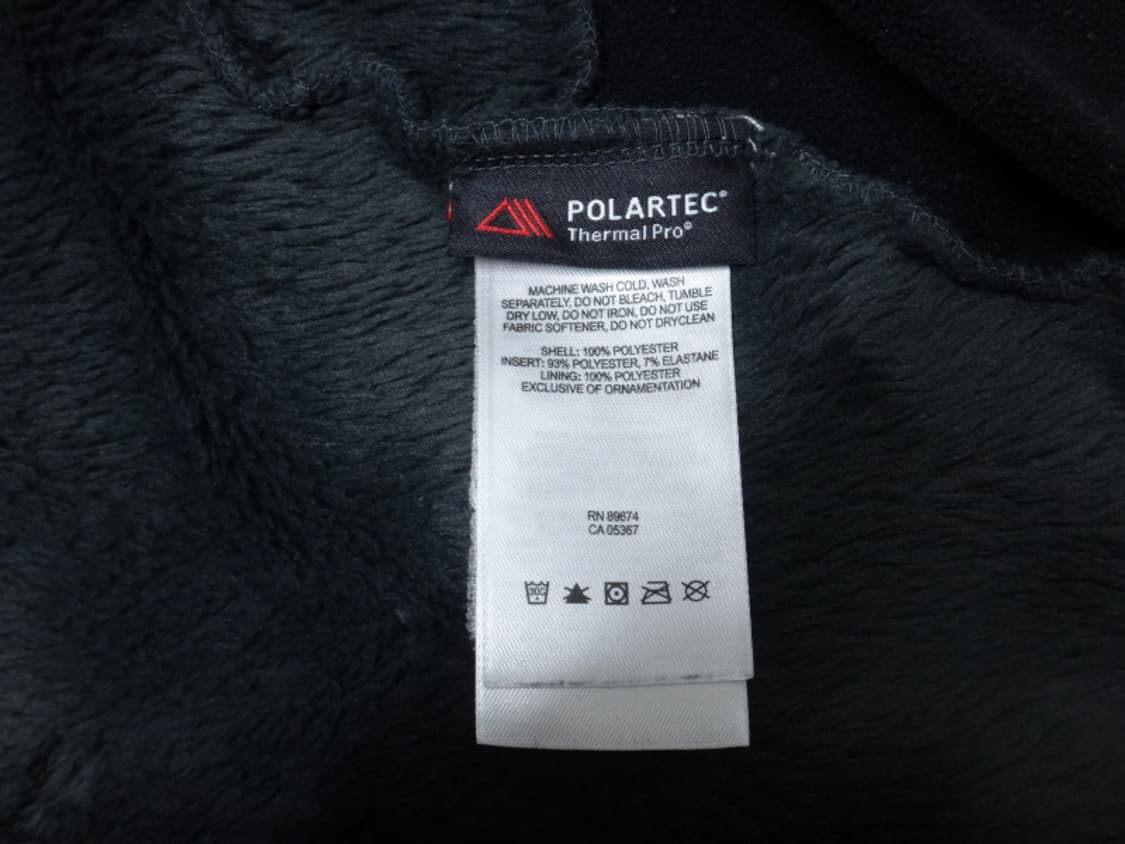 POLARTEC®
Thermal Pro®
MACHINE WASH COLD, WASH
SEPARATELY, DO NOT BLEACH, TUMBLE
DRY LOW, DO NOT IRON, DO NOT USE
FABRIC SOFTENER, DO NOT DRYCLEAN
SHELL: 100% POLYESTER
INSERT: 93% POLYESTER, 7% ELASTANE
LINING: 100% POLYESTER
EXCLUSIVE OF ORNAMENTATION
RN 89674
CA 05367
30C